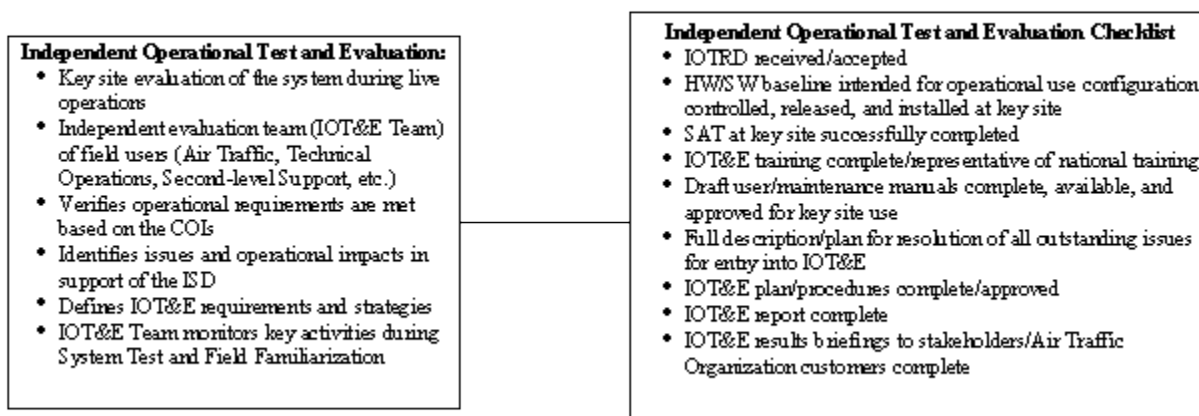 Independent Operational Test and Evaluation:
• Key site evaluation of the system during live
operations
• Independent evaluation team (IOT&E Team)
of field users (Air Traffic, Technical
Operations, Second-level Support, etc.)
• Verifies operational requirements are met
based on the COIs
• Identifies issues and operational impacts in
support of the ISD
• Defines IOT&E requirements and strategies
• IOT&E Team monitors key activities during
System Test and Field Familiarization
Independent Operational Test and Evaluation Checklist
• IOTRD received/accepted
• HW/SW baseline intended for operational use configuration
controlled, released, and installed at key site
• SAT at key site successfully completed
• IOT&E training complete/representative of national training
• Draft user/maintenance manuals complete, available, and
approved for key site use
• Full description/plan for resolution of all outstanding issues
for entry into IOT&E
• IOT&E plan/procedures complete/approved
• IOT&E report complete
• IOT&E results briefings to stakeholders/Air Traffic
Organization customers complete